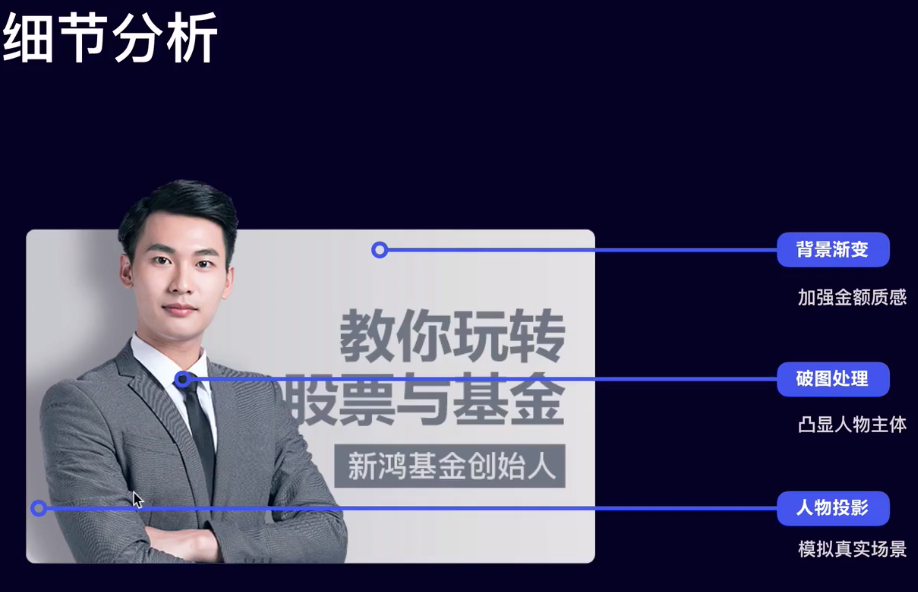 细节分析
背景渐变
加强金额质感
教你玩转
股票与基金
新鸿基金创始人
破图处理
凸显人物主体
人物投影
模拟真实场景